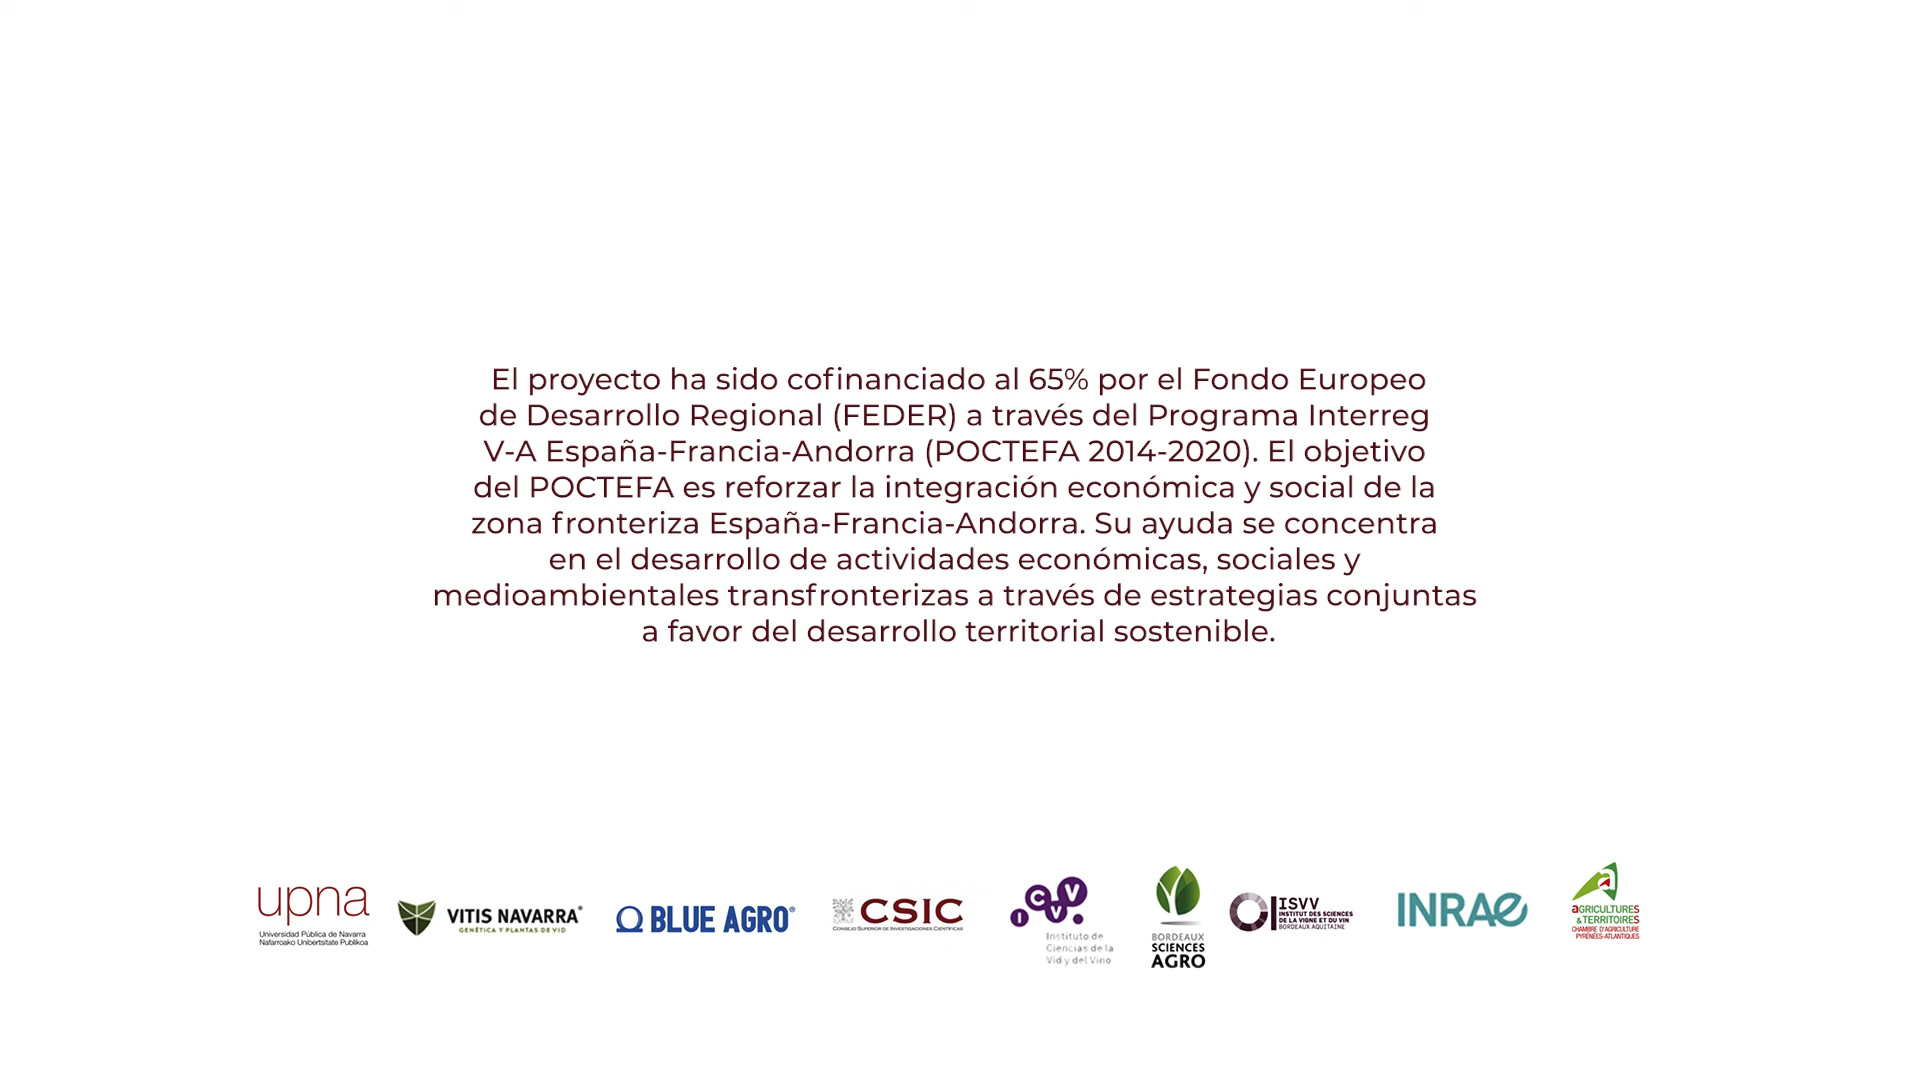 El proyecto ha sido cofinanciado al 65% por el Fondo Europeo
de Desarrollo Regional (FEDER) a través del Programa Interreg
V-A España-Francia-Andorra (POCTEFA 2014-2020). El objetivo
del POCTEFA es reforzar la integración económica y social de la
zona fronteriza España-Francia-Andorra. Su ayuda se concentra
en el desarrollo de actividades económicas, sociales y
medioambientales transfronterizas a través de estrategias conjuntas
a favor del desarrollo territorial sostenible.
upna
Universidad Pública de Navarra
Nafarroako Unibertsitate Publikoa
VITIS NAVARRA®
GENÉTICA Y PLANTAS DE VID
BLUE AGRO®
CSIC
CONSEJO SUPERIOR DE INVESTIGACIONES CIENTÍFICAS
ICVV
Instituto de
Ciencias de la
Vid y del Vino
BORDEAUX
SCIENCES
AGRO
ISVV
INSTITUT DES SCIENCES
DE LA VIGNE ET DU VIN
BORDEAUX AQUITAINE
INRAE
AGRICULTURES
& TERRITOIRES
CHAMBRE D'AGRICULTURE
PYRÉNÉES-ATLANTIQUES